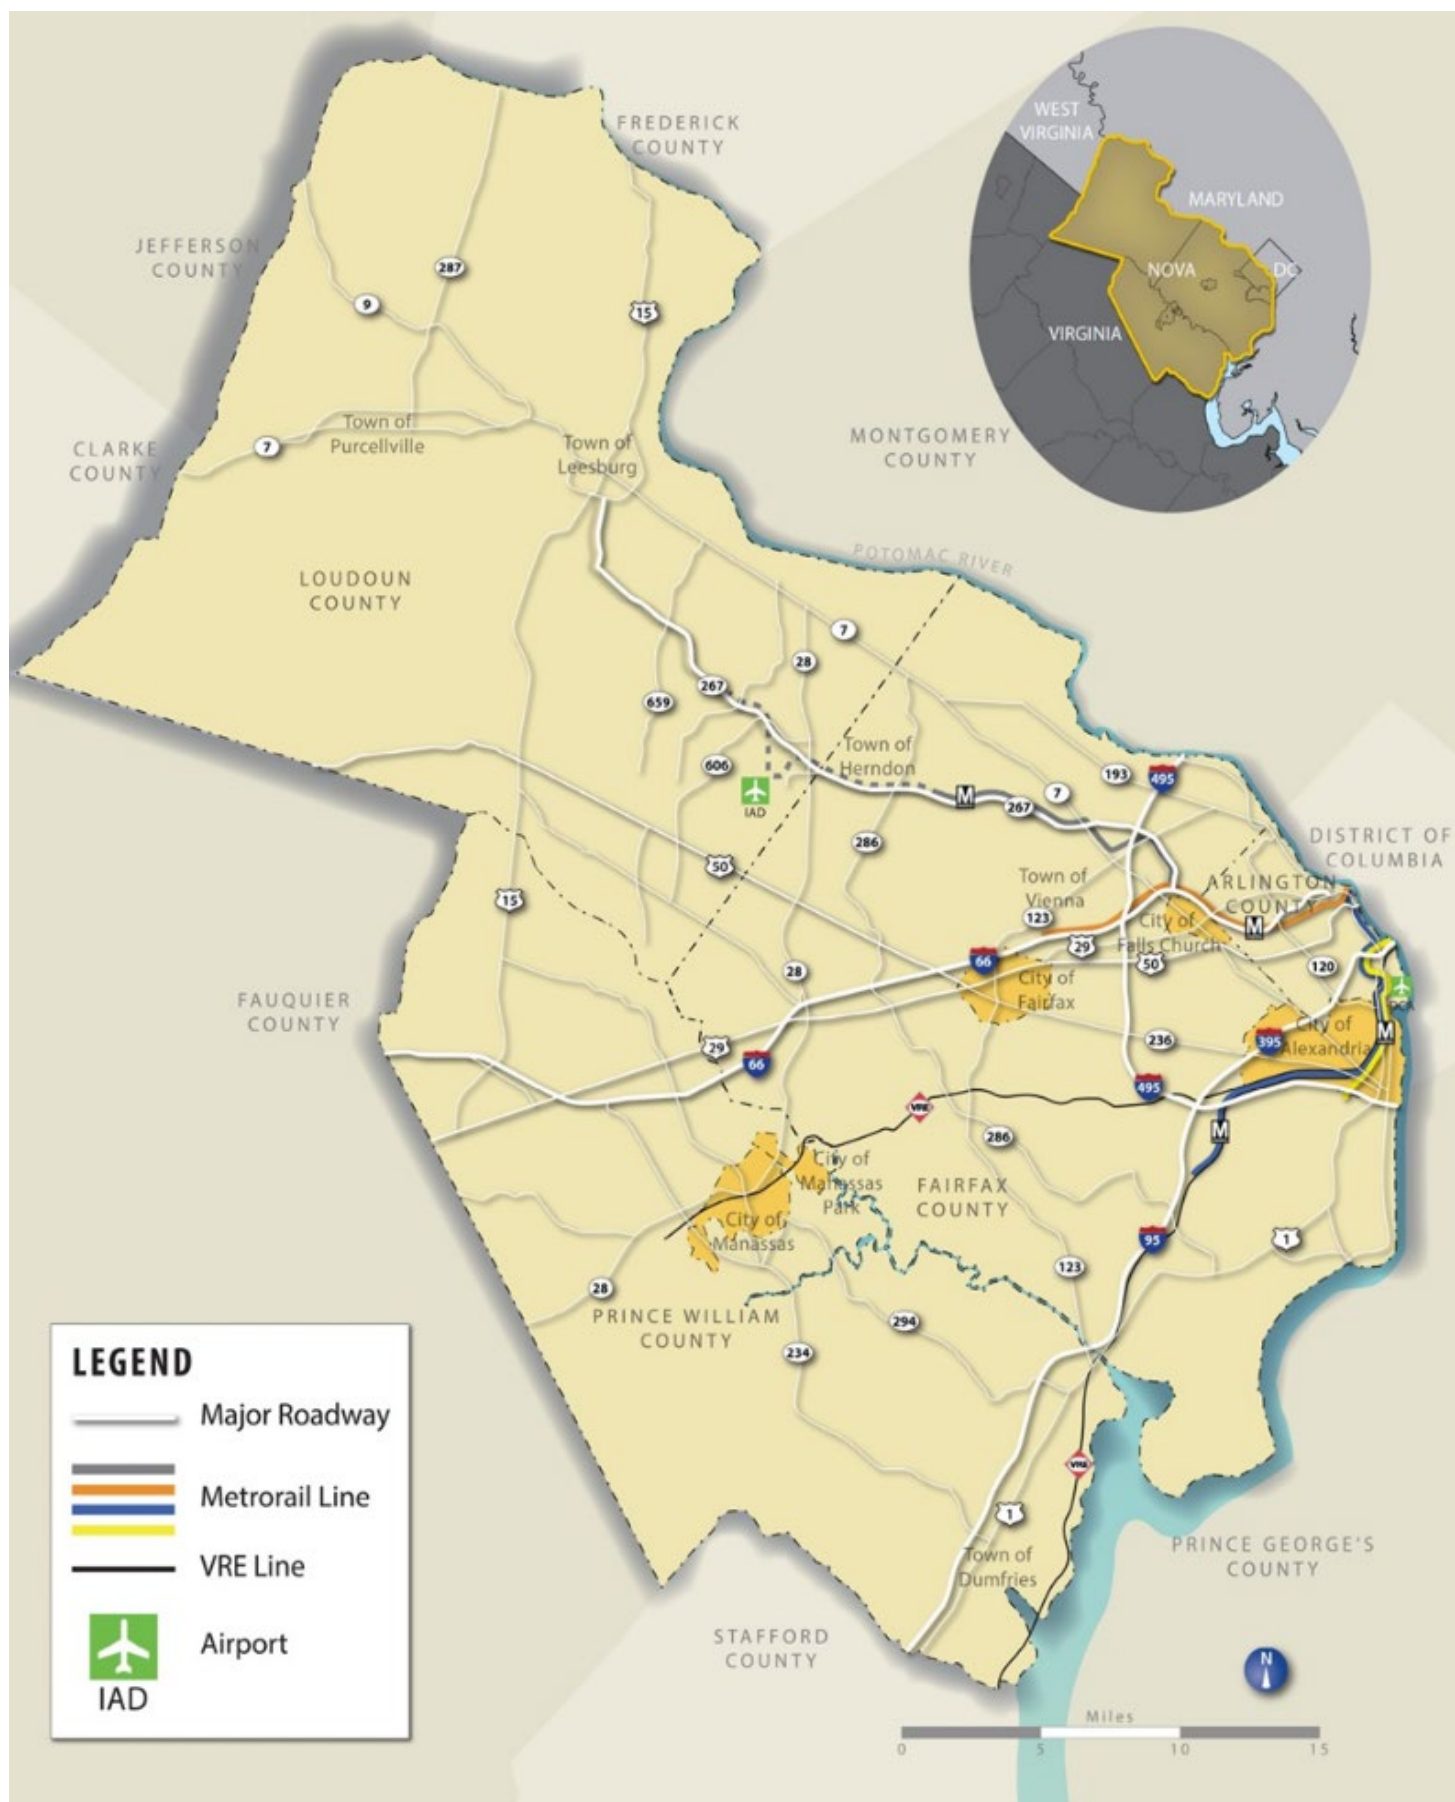 FREDERICK
COUNTY
WEST
VIRGINIA
MARYLAND
NOVA
DC
VIRGINIA
JEFFERSON
COUNTY
287
9
15
Town of
Purcellville
7
Town of
Leesburg
CLARKE
COUNTY
MONTGOMERY
COUNTY
POTOMAC RIVER
LOUDOUN
COUNTY
7
28
267
659
Town of
Herndon
606
IAD
193
495
7
M
267
286
DISTRICT OF
COLUMBIA
50
15
Town of
Vienna
123
ARLINGTON
COUNTY
City of
Falls Church
M
29
50
66
120
28
City of
Fairfax
FAUQUIER
COUNTY
29
66
236
395
City of
Alexandria
M
495
VRE
M
286
City of
Manassas
Park
FAIRFAX
COUNTY
City of
Manassas
95
1
123
28
PRINCE WILLIAM
COUNTY
294
234
VRE
1
Town of
Dumfries
PRINCE GEORGE'S
COUNTY
STAFFORD
COUNTY
LEGEND
Major Roadway
Metrorail Line
VRE Line
Airport
IAD
N
Miles
0 5 10 15